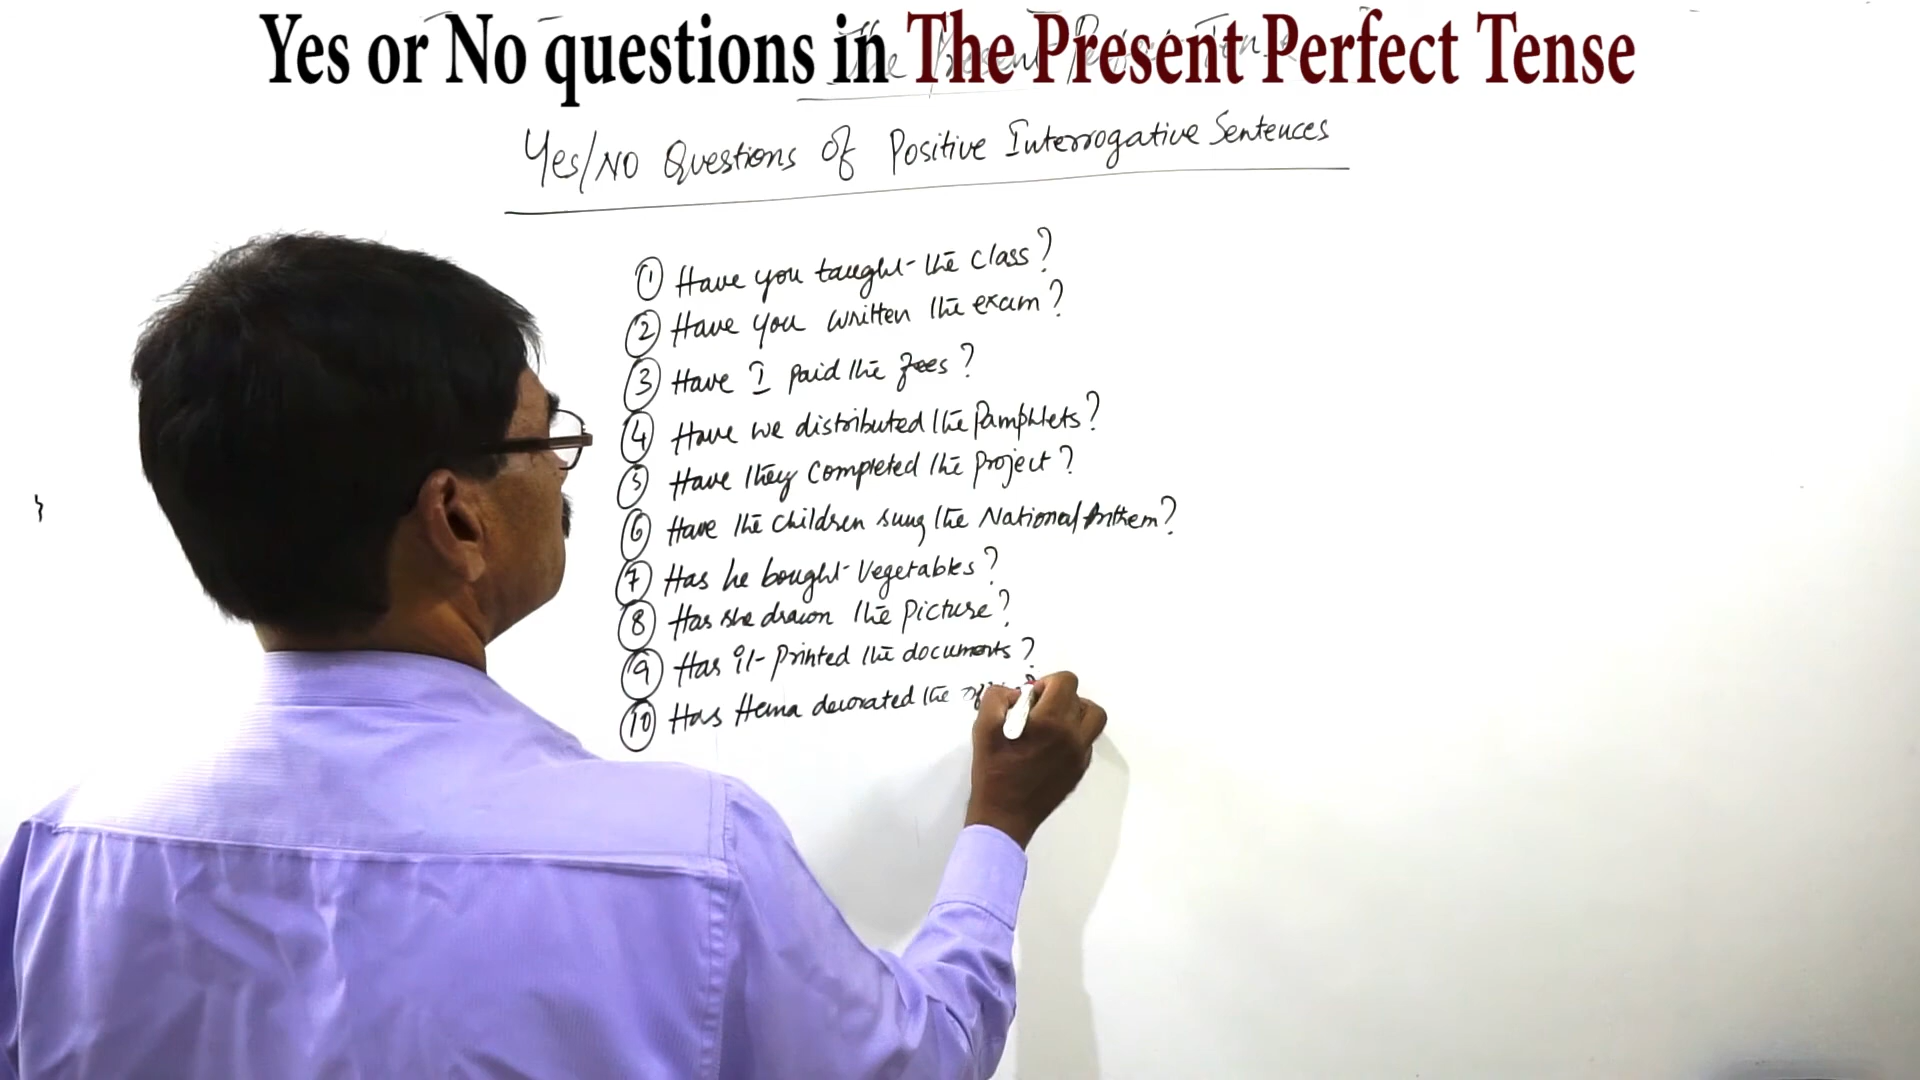 Yes or No questions in The Present Perfect Tense
Yes/No Questions of Positive Interrogative Sentences
1 Have you taught the class?
2 Have you written the exam?
3 Have I paid the fees?
4 Have we distributed the Pamphlets?
5 Have they completed the project?
6 Have the children sung the National Anthem?
7 Has he bought Vegetables?
8 Has she drawn the picture?
9 Has it printed the documents?
10 Has Hema decorated the